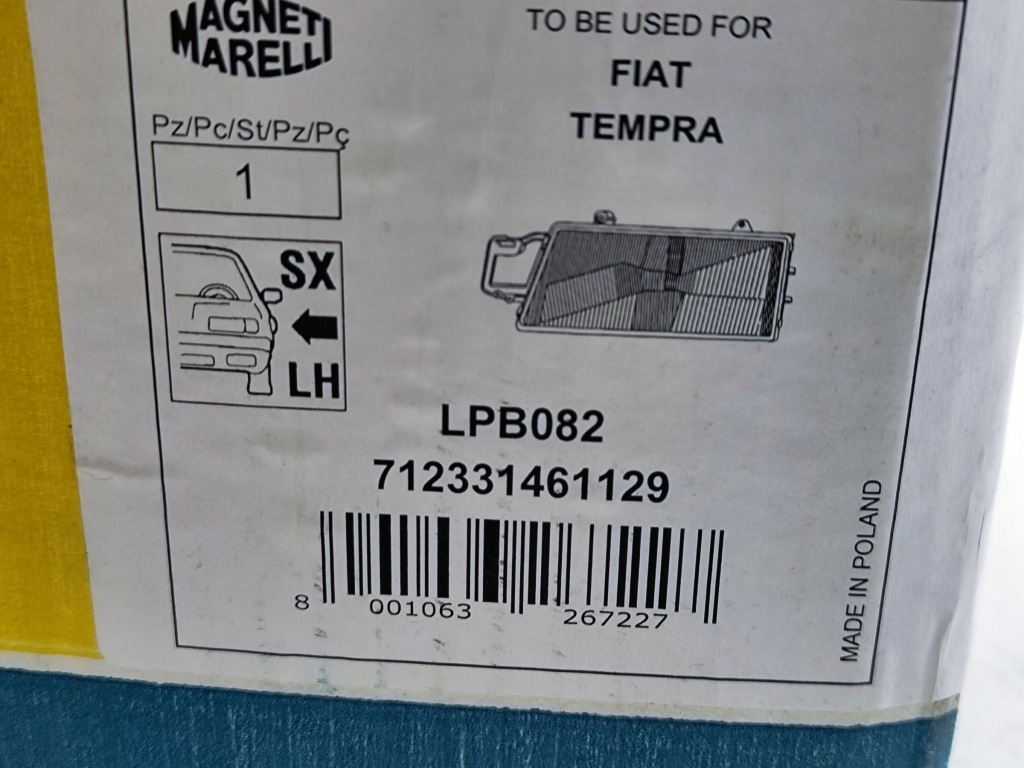 MAGNETI
MARELLI
TO BE USED FOR
FIAT
TEMPRA
Pz/Pc/St/Pz/Pç
1
SX
LH
LPB082
712331461129
8 001063 267227
MADE IN POLAND